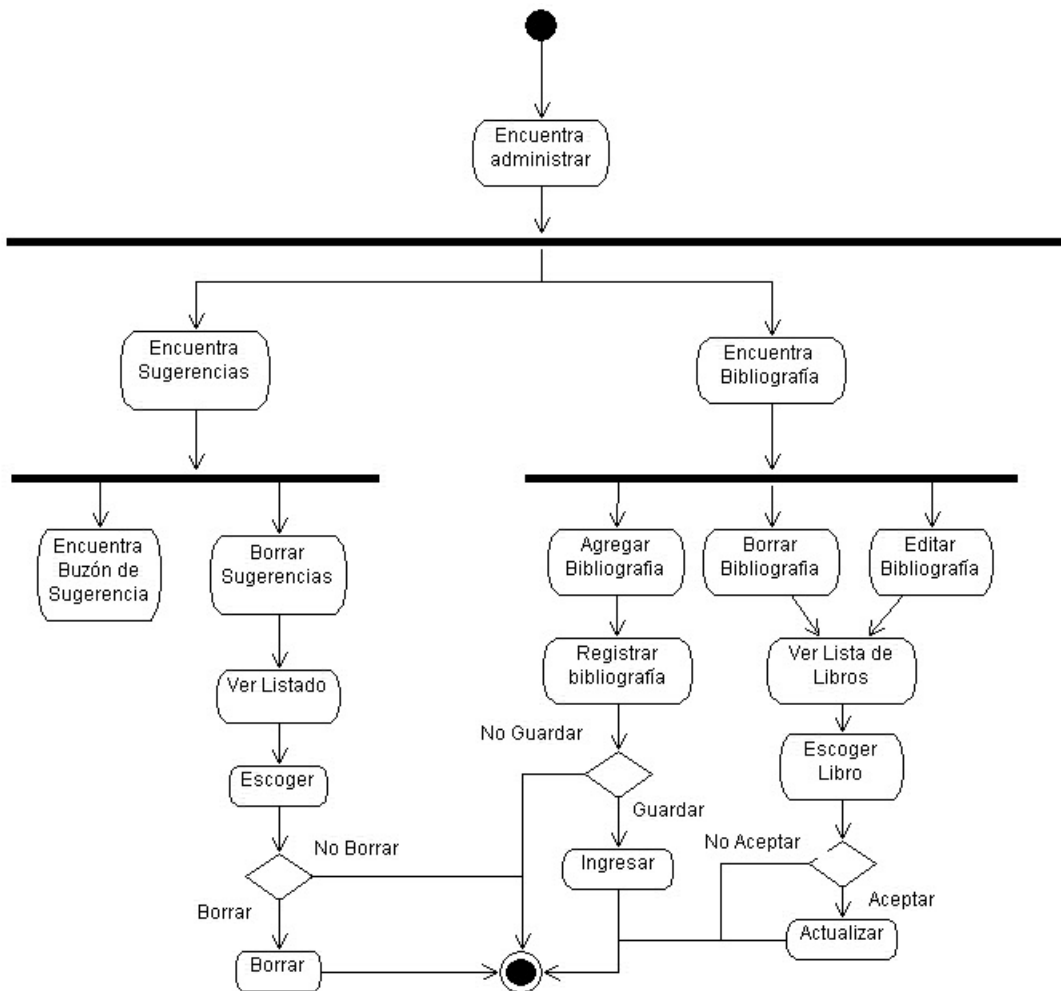 Encuentra
administrar
Encuentra
Sugerencias
Encuentra
Bibliografía
Encuentra
Buzón de
Sugerencia
Borrar
Sugerencias
Agregar
Bibliografia
Borrar
Bibliografia
Editar
Bibliografía
Ver Listado
Registrar
bibliografía
Ver Lista de
Libros
Escoger
No Guardar
Escoger
Libro
Guardar
No Borrar
Ingresar
No Aceptar
Borrar
Aceptar
Borrar
Actualizar